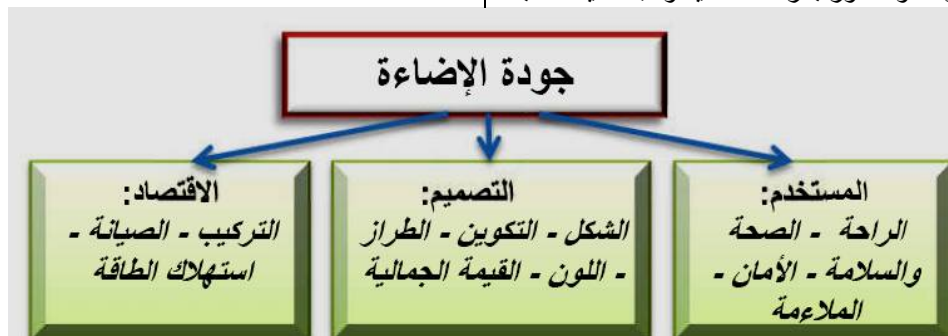 جودة الإضاءة
المستخدم:
الراحة - الصحة
والسلامة - الأمان -
الملاءمة
التصميم:
الشكل - التكوين - الطراز
- اللون - القيمة الجمالية
الاقتصاد:
التركيب - الصيانة -
استهلاك الطاقة